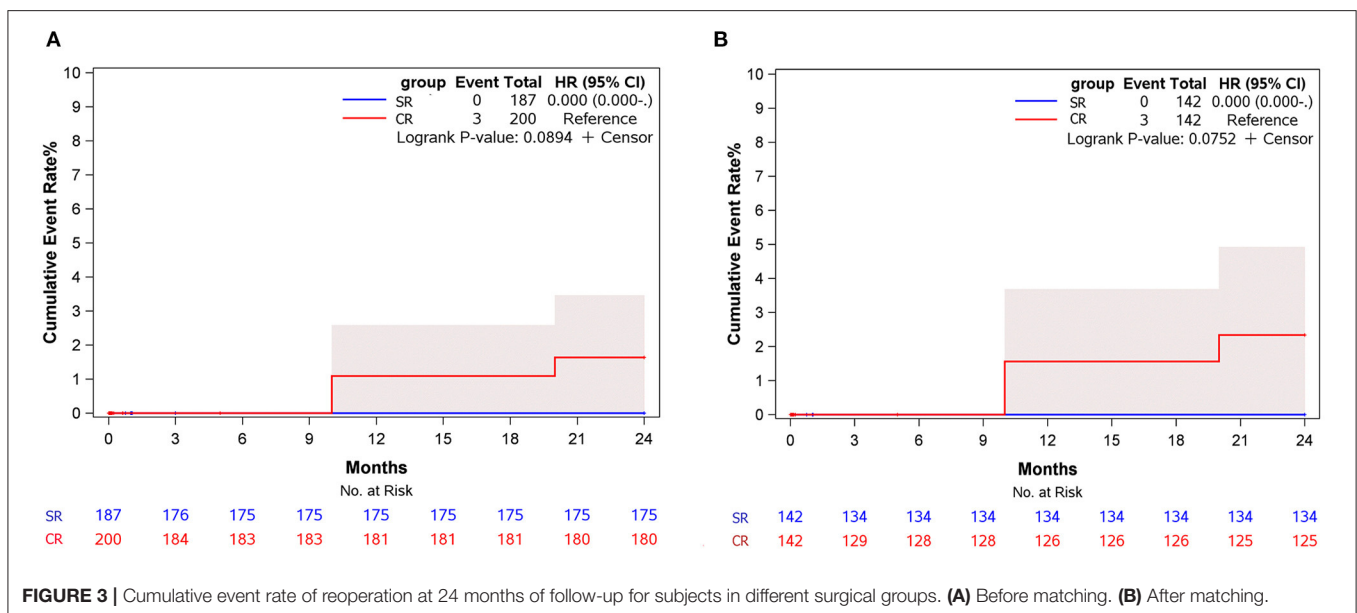 A
group Event Total HR (95% CI)
SR 0 187 0.000 (0.000-.)
CR 3 200 Reference
Logrank P-value: 0.0894 + Censor
Cumulative Event Rate%
10
9
8
7
6
5
4
3
2
1
0
0 3 6 9 12 15 18 21 24
Months
No. at Risk
SR 187 176 175 175 175 175 175 175 175
CR 200 184 183 183 181 181 181 180 180
B
group Event Total HR (95% CI)
SR 0 142 0.000 (0.000-.)
CR 3 142 Reference
Logrank P-value: 0.0752 + Censor
Cumulative Event Rate%
10
9
8
7
6
5
4
3
2
1
0
0 3 6 9 12 15 18 21 24
Months
No. at Risk
SR 142 134 134 134 134 134 134 134 134
CR 142 129 128 128 126 126 126 125 125
FIGURE 3 | Cumulative event rate of reoperation at 24 months of follow-up for subjects in different surgical groups. (A) Before matching. (B) After matching.